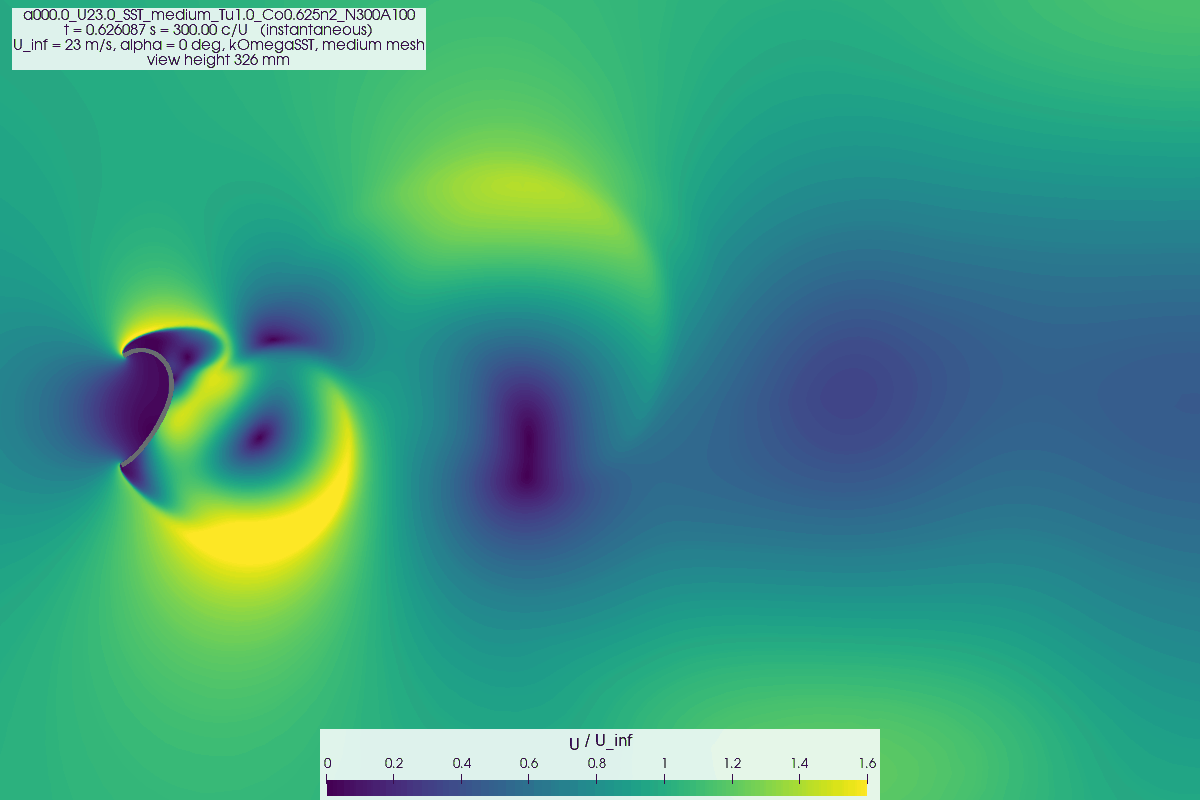 a000.0_U23.0_SST_medium_Tu1.0_Co0.625n2_N300A100
t = 0.626087 s = 300.00 c/U (instantaneous)
U_inf = 23 m/s, alpha = 0 deg, kOmegaSST, medium mesh
view height 326 mm
U / U_inf
0 0.2 0.4 0.6 0.8 1 1.2 1.4 1.6